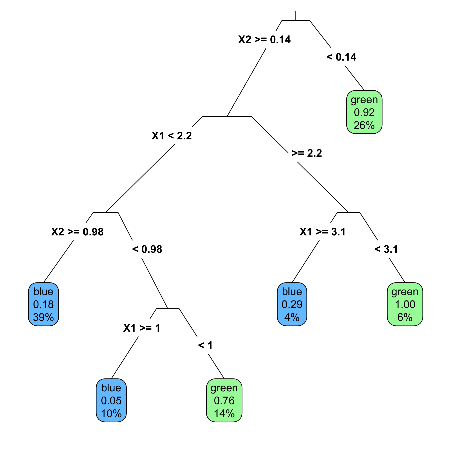 X2 >= 0.14
< 0.14
green
0.92
26%
X1 < 2.2
>= 2.2
X2 >= 0.98
< 0.98
X1 >= 3.1
< 3.1
blue
0.18
39%
blue
0.29
4%
green
1.00
6%
X1 >= 1
< 1
blue
0.05
10%
green
0.76
14%